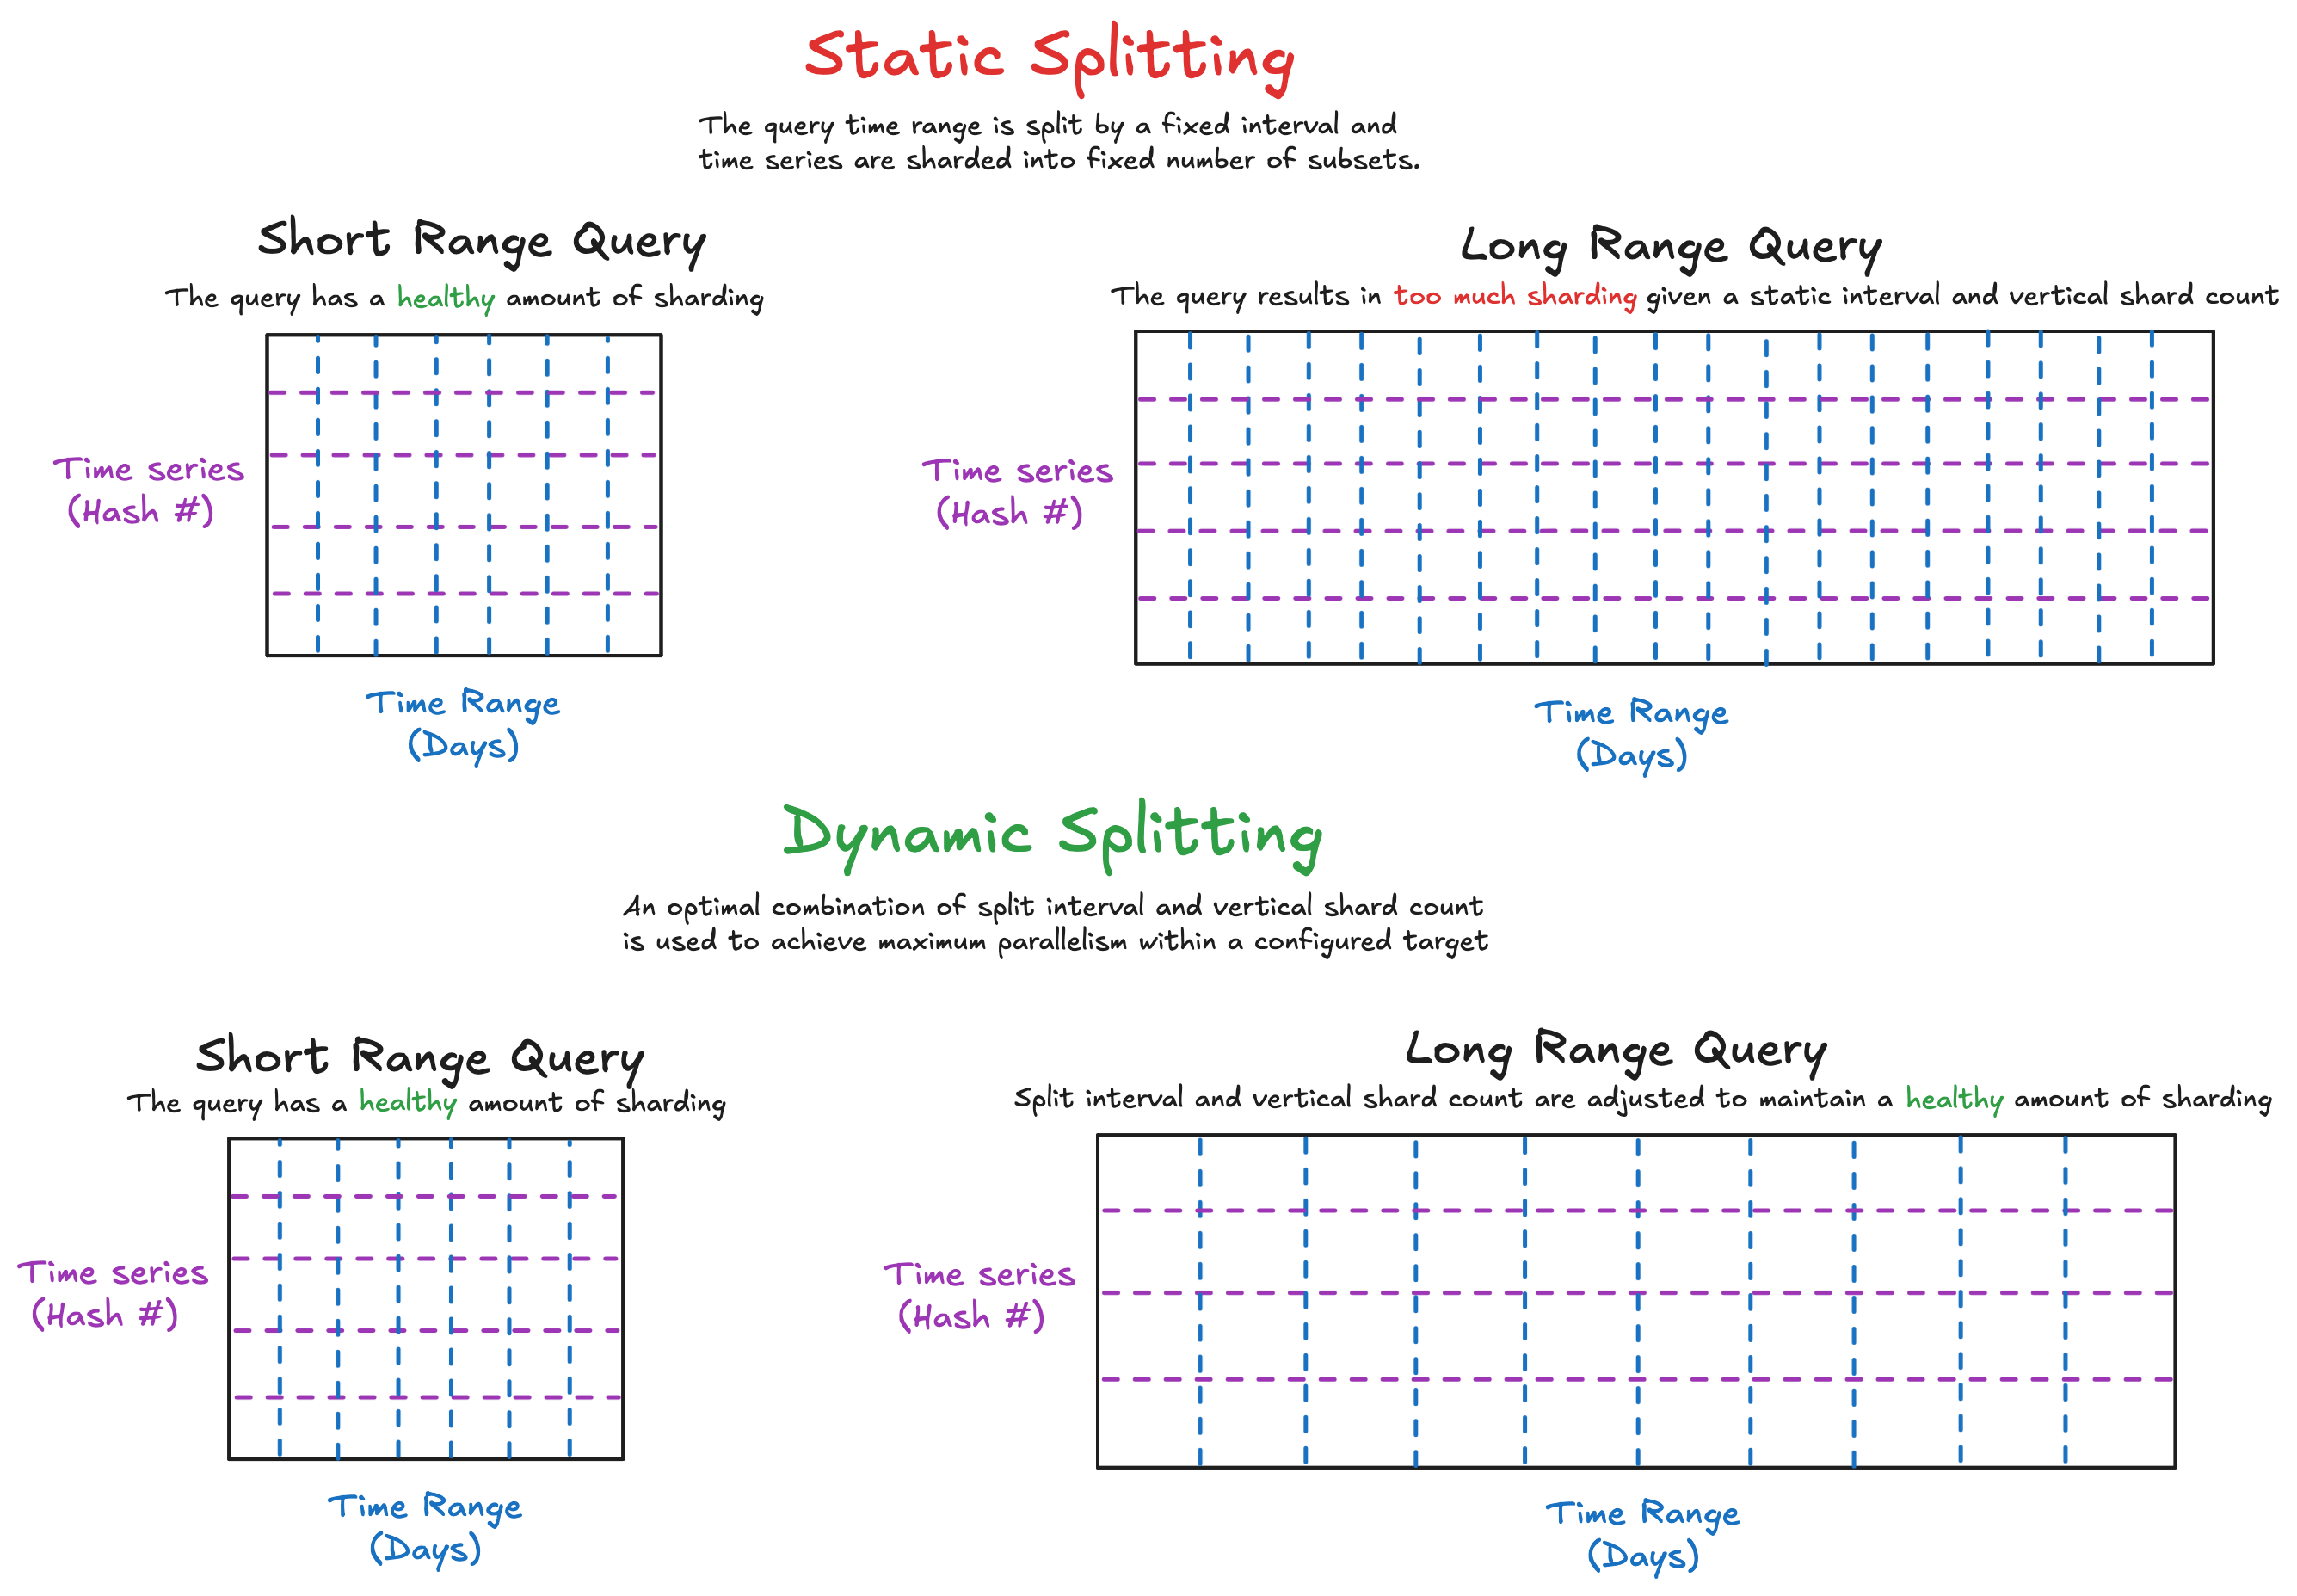 Static Splitting
The query time range is split by a fixed interval and
time series are sharded into fixed number of subsets.
Short Range Query
The query has a healthy amount of sharding
Time series
(Hash #)
Time Range
(Days)
Long Range Query
The query results in too much sharding given a static interval and vertical shard count
Time series
(Hash #)
Time Range
(Days)
Dynamic Splitting
An optimal combination of split interval and vertical shard count
is used to achieve maximum parallelism within a configured target
Short Range Query
The query has a healthy amount of sharding
Time series
(Hash #)
Time Range
(Days)
Long Range Query
Split interval and vertical shard count are adjusted to maintain a healthy amount of sharding
Time series
(Hash #)
Time Range
(Days)